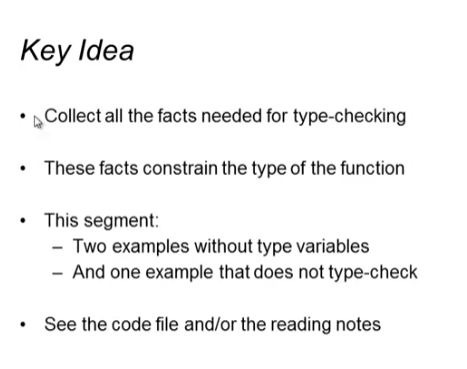 Key Idea
• Collect all the facts needed for type-checking
• These facts constrain the type of the function
• This segment:
– Two examples without type variables
– And one example that does not type-check
• See the code file and/or the reading notes